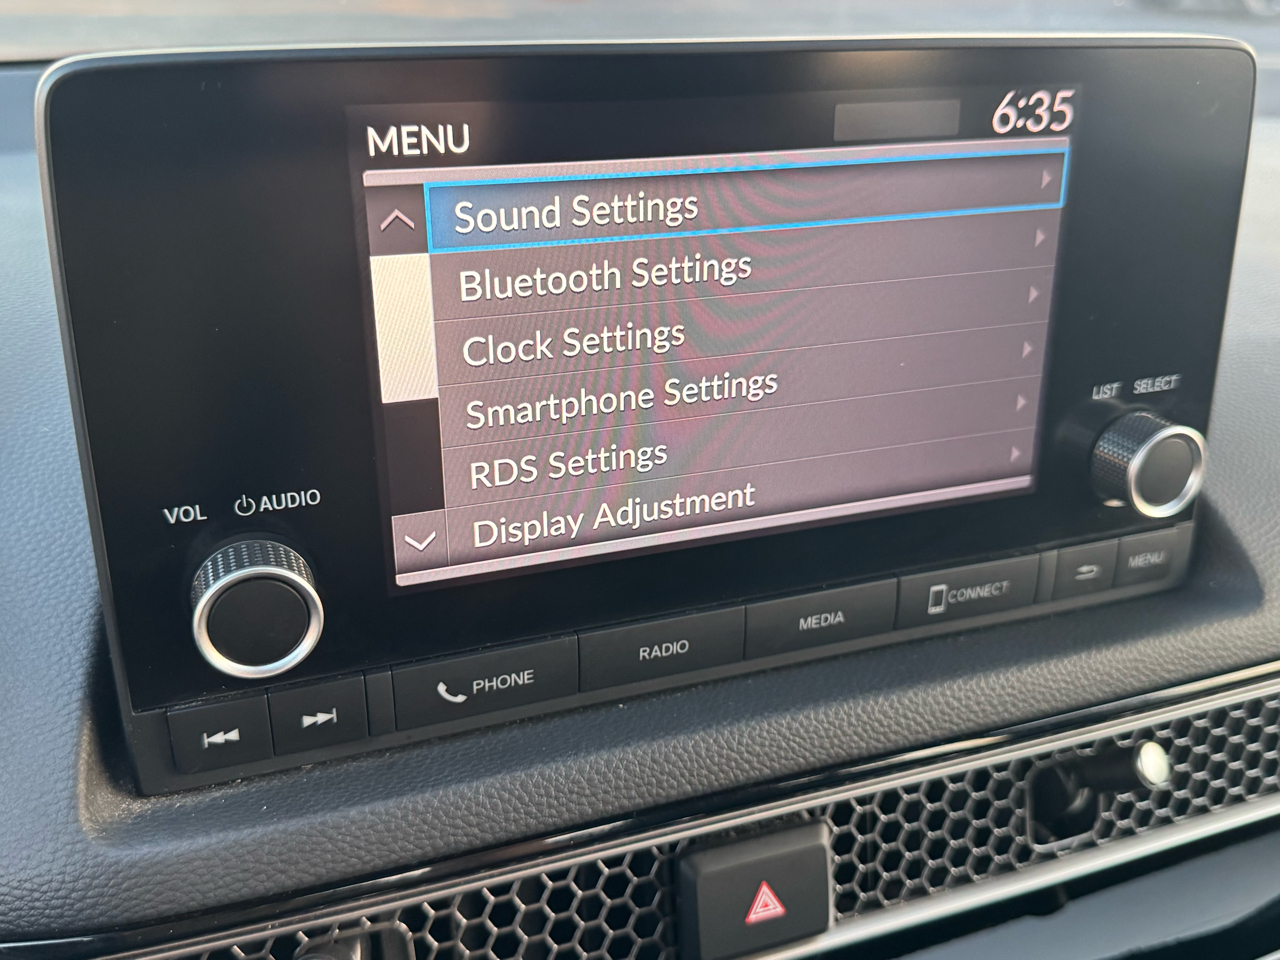 MENU
6:35
Sound Settings
Bluetooth Settings
Clock Settings
Smartphone Settings
RDS Settings
Display Adjustment
LIST SELECT
VOL AUDIO
PHONE
RADIO
MEDIA
CONNECT
MENU